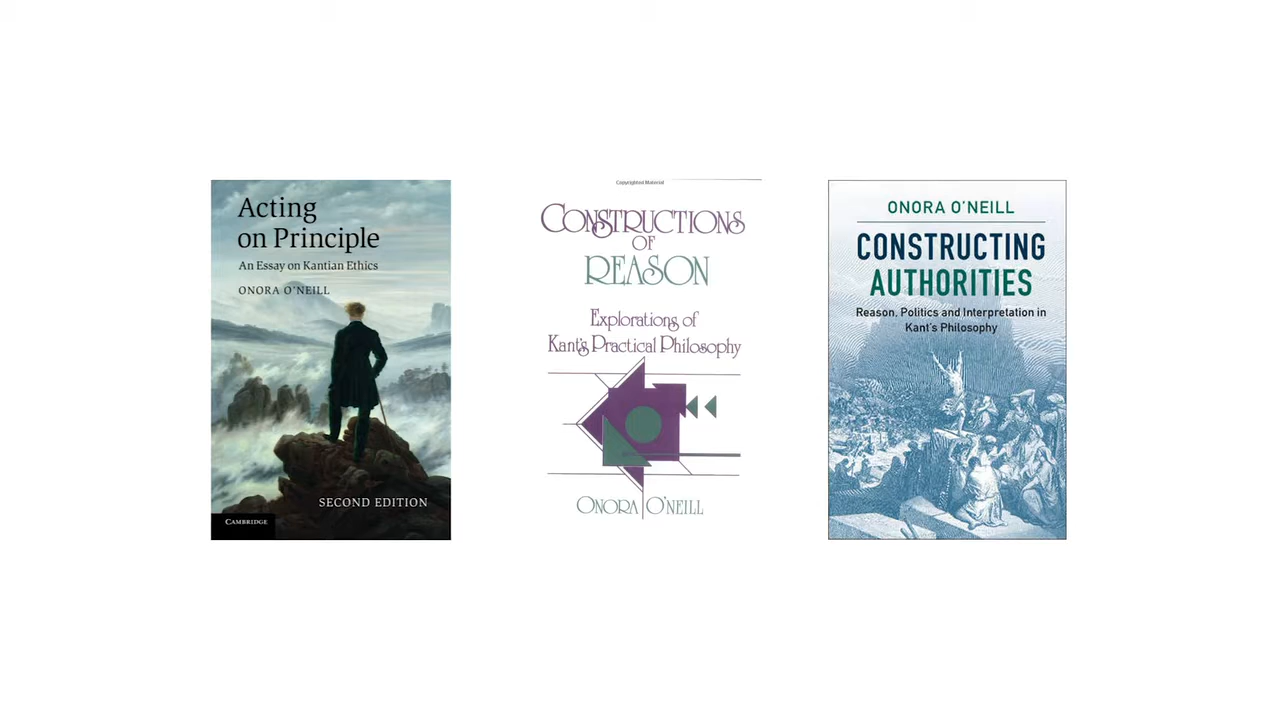 Acting
on Principle
An Essay on Kantian Ethics
ONORA O'NEILL
SECOND EDITION
CAMBRIDGE
Copyrighted Material
CONSTRUCTIONS
OF
REASON
Explorations of
Kant's Practical Philosophy
ONORA O'NEILL
ONORA O'NEILL
CONSTRUCTING
AUTHORITIES
Reason, Politics and Interpretation in
Kant's Philosophy